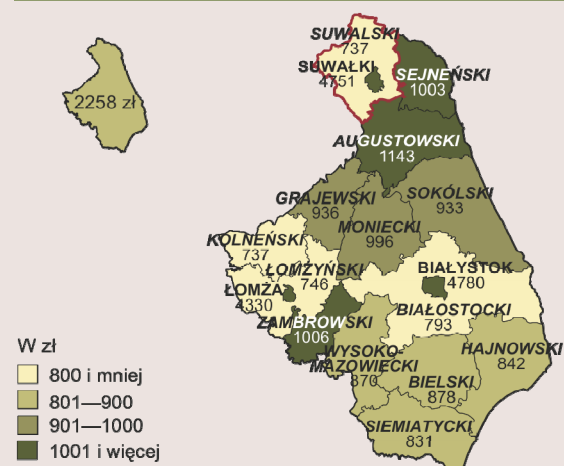 SUWALSKI
737
SUWAŁKI
4751
SEJNEŃSKI
1003
2258 zł
AUGUSTOWSKI
1143
GRAJEWSKI
936
SOKÓLSKI
933
MONIECKI
996
KOLNEŃSKI
737
ŁOMŻYŃSKI
746
BIAŁYSTOK
4780
ŁOMŻA
4330
BIAŁOSTOCKI
793
ZAMBROWSKI
1006
WYSOKO-
MAZOWIECKI
870
HAJNOWSKI
842
BIELSKI
878
SIEMIATYCKI
831
W zł
800 i mniej
801—900
901—1000
1001 i więcej